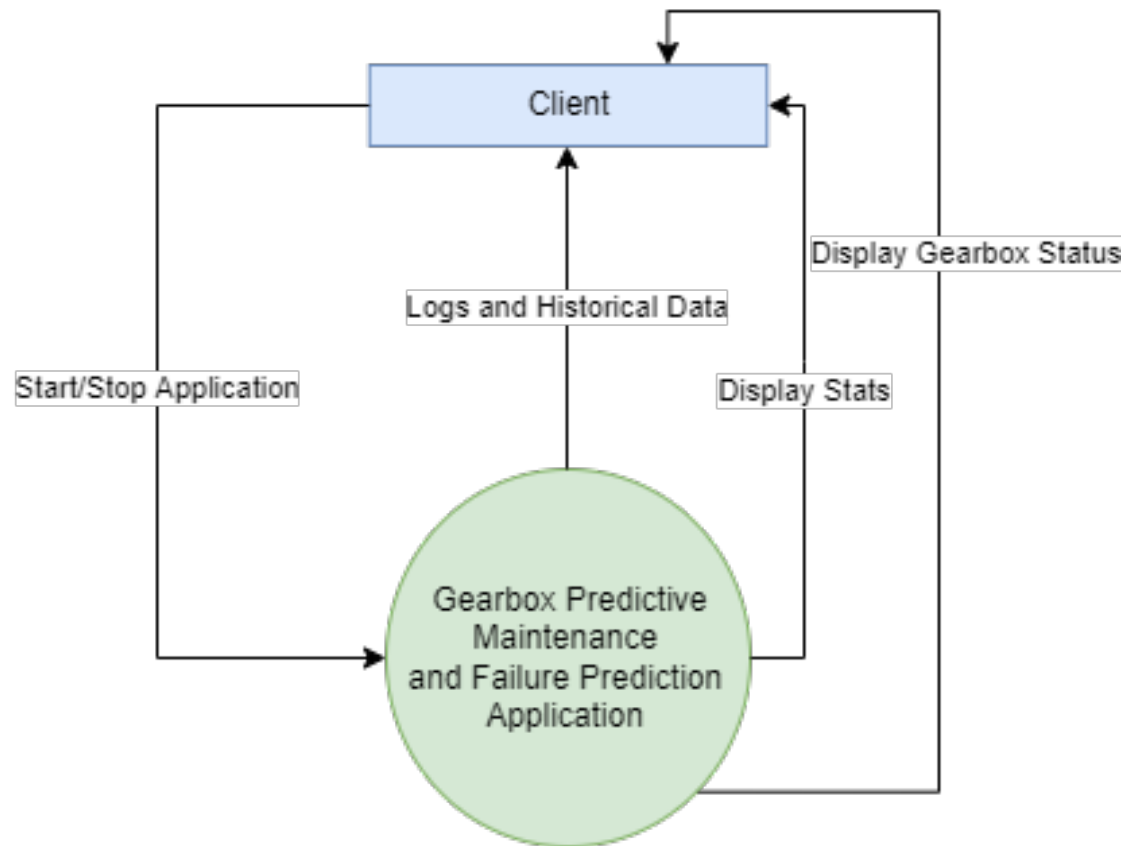 Client
Display Gearbox Status
Logs and Historical Data
Start/Stop Application
Display Stats
Gearbox Predictive
Maintenance
and Failure Prediction
Application